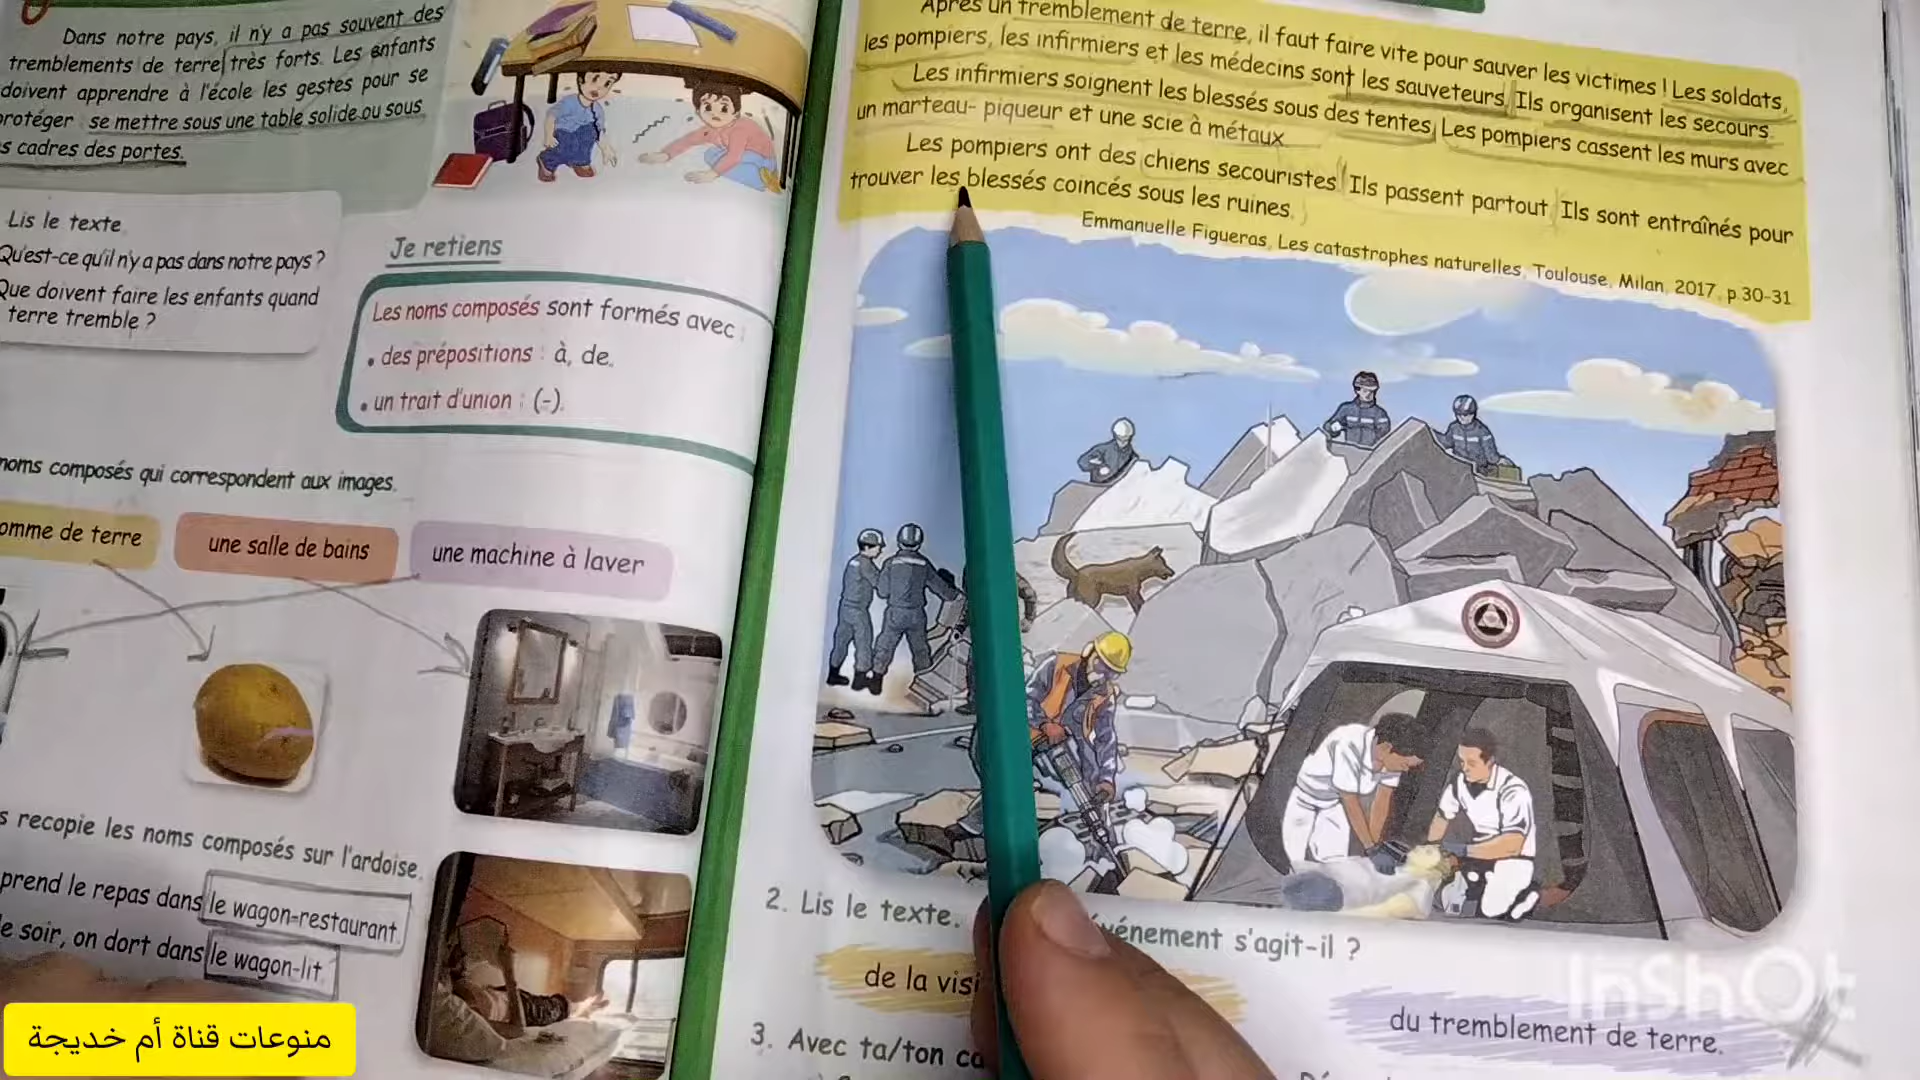 Dans notre pays, il n'y a pas souvent des
tremblements de terre très forts. Les enfants
doivent apprendre à l'école les gestes pour se
protéger : se mettre sous une table solide ou sous
s cadres des portes.
Lis le texte.
Qu'est-ce qu'il n'y a pas dans notre pays ?
Que doivent faire les enfants quand
terre tremble ?
Je retiens
Les noms composés sont formés avec :
• des prépositions : à, de.
• un trait d'union : (-).
noms composés qui correspondent aux images.
omme de terre
une salle de bains
une machine à laver
s recopie les noms composés sur l'ardoise.
prend le repas dans le wagon-restaurant.
e soir, on dort dans le wagon-lit.
Après un tremblement de terre, il faut faire vite pour sauver les victimes ! Les soldats,
les pompiers, les infirmiers et les médecins sont les sauveteurs. Ils organisent les secours.
Les infirmiers soignent les blessés sous des tentes. Les pompiers cassent les murs avec
un marteau-piqueur et une scie à métaux.
Les pompiers ont des chiens secouristes. Ils passent partout. Ils sont entraînés pour
trouver les blessés coincés sous les ruines.
Emmanuelle Figueras, Les catastrophes naturelles, Toulouse, Milan, 2017, p.30-31
2. Lis le texte. événement s'agit-il ?
de la visi
du tremblement de terre.
3. Avec ta/ton ca
منوعات قناة أم خديجة
InShOt